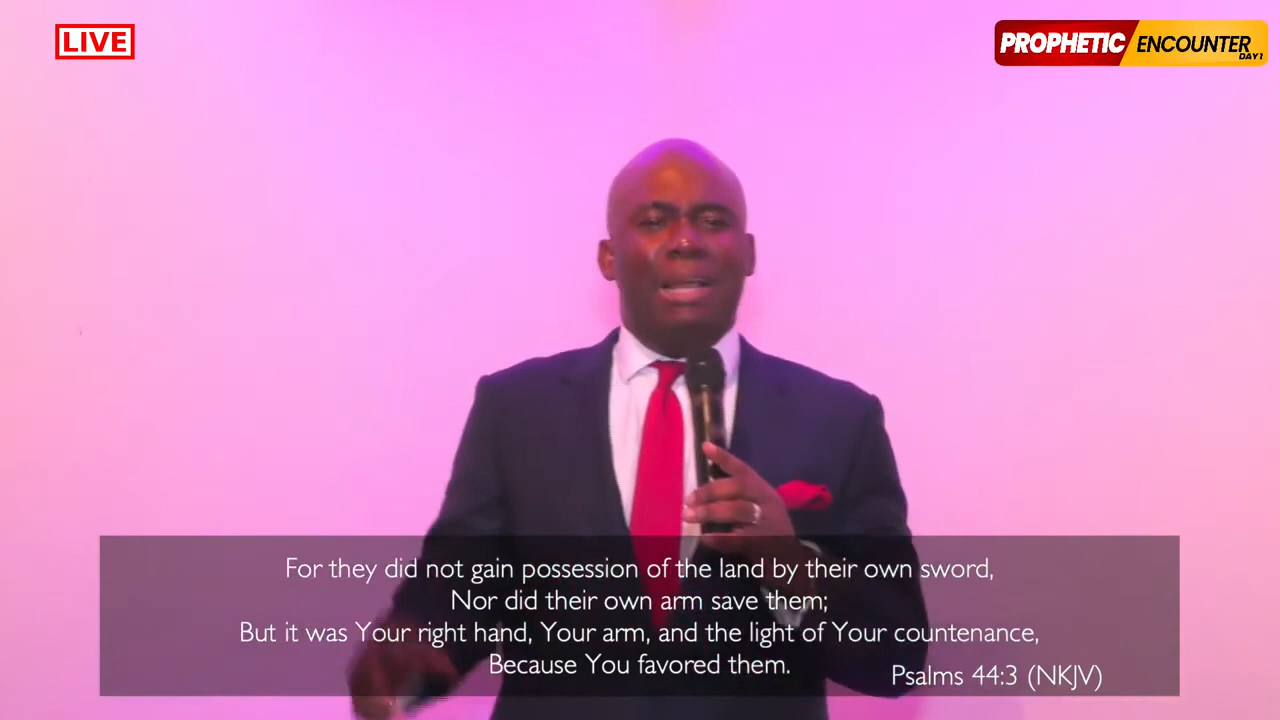 LIVE
PROPHETIC ENCOUNTER
DAY 1
For they did not gain possession of the land by their own sword,
Nor did their own arm save them;
But it was Your right hand, Your arm, and the light of Your countenance,
Because You favored them.
Psalms 44:3 (NKJV)